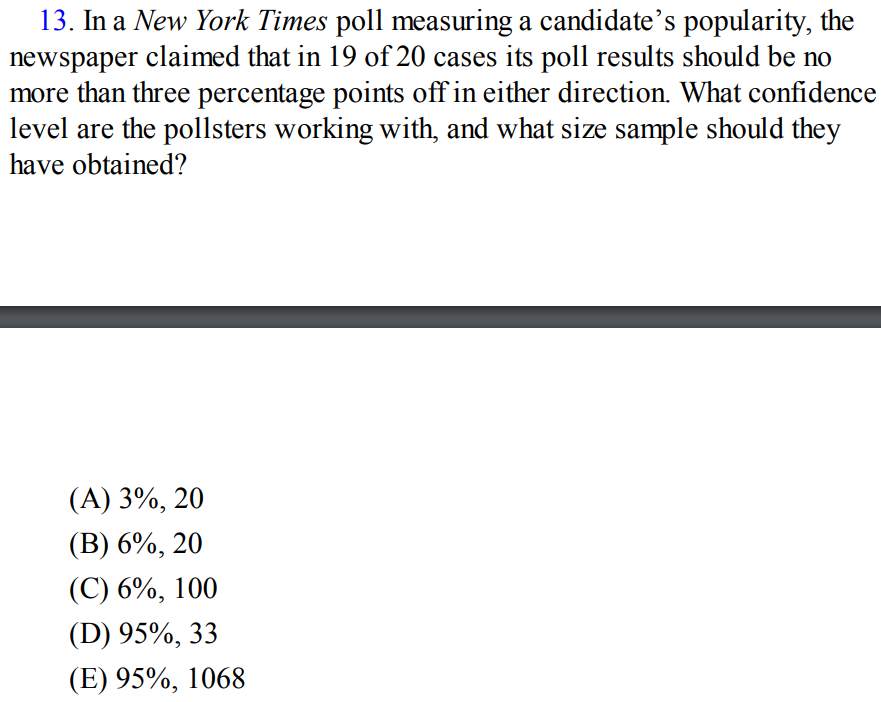 13. In a New York Times poll measuring a candidate’s popularity, the
newspaper claimed that in 19 of 20 cases its poll results should be no
more than three percentage points off in either direction. What confidence
level are the pollsters working with, and what size sample should they
have obtained?
(A) 3%, 20
(B) 6%, 20
(C) 6%, 100
(D) 95%, 33
(E) 95%, 1068